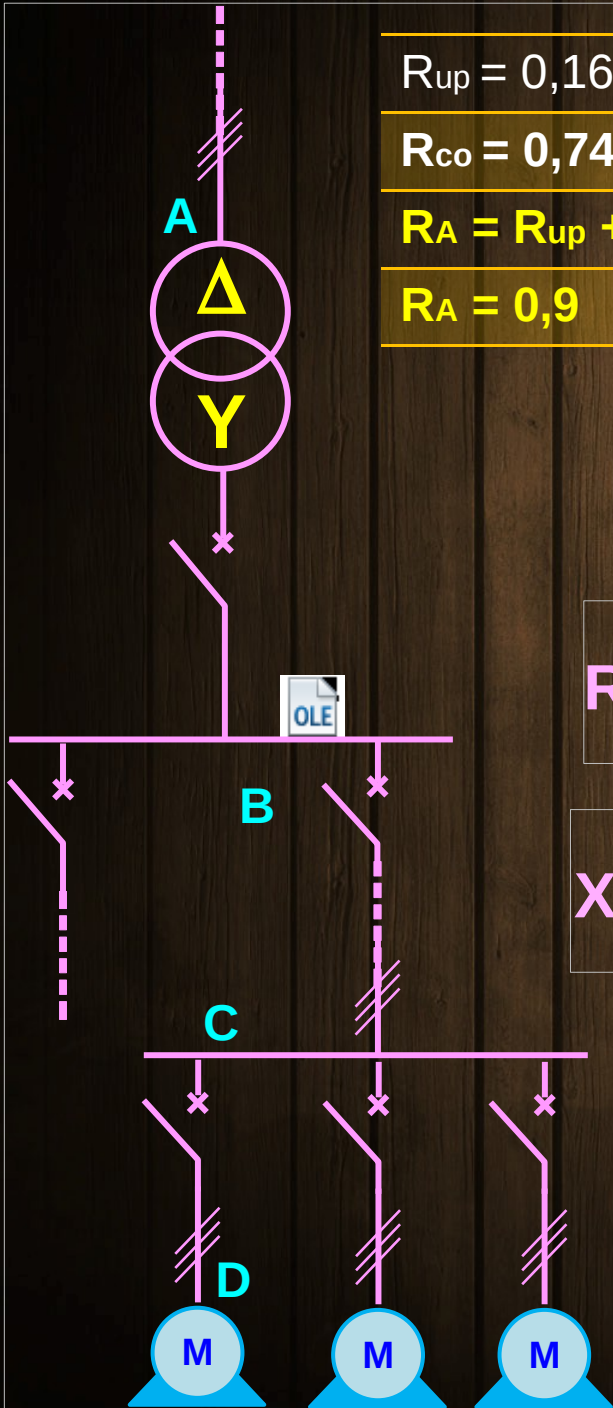 Rup = 0,16
Rco = 0,74
RA = Rup +
RA = 0,9
A
Δ
Y
OLE
R
B
X
C
D
M M M